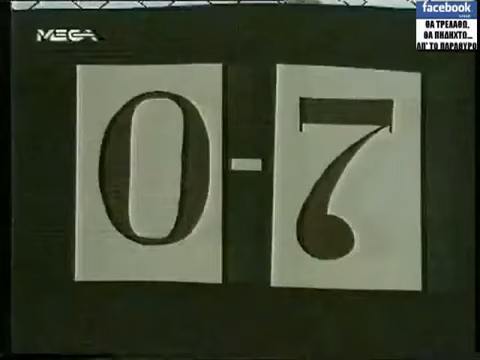 facebook
ΘΑ ΤΡΕΛΑΘΩ,
ΘΑ ΠΗΔΗΧΤΩ...
ΑΠ' ΤΟ ΠΑΡΑΘΥΡΟ
MEGA
0-7